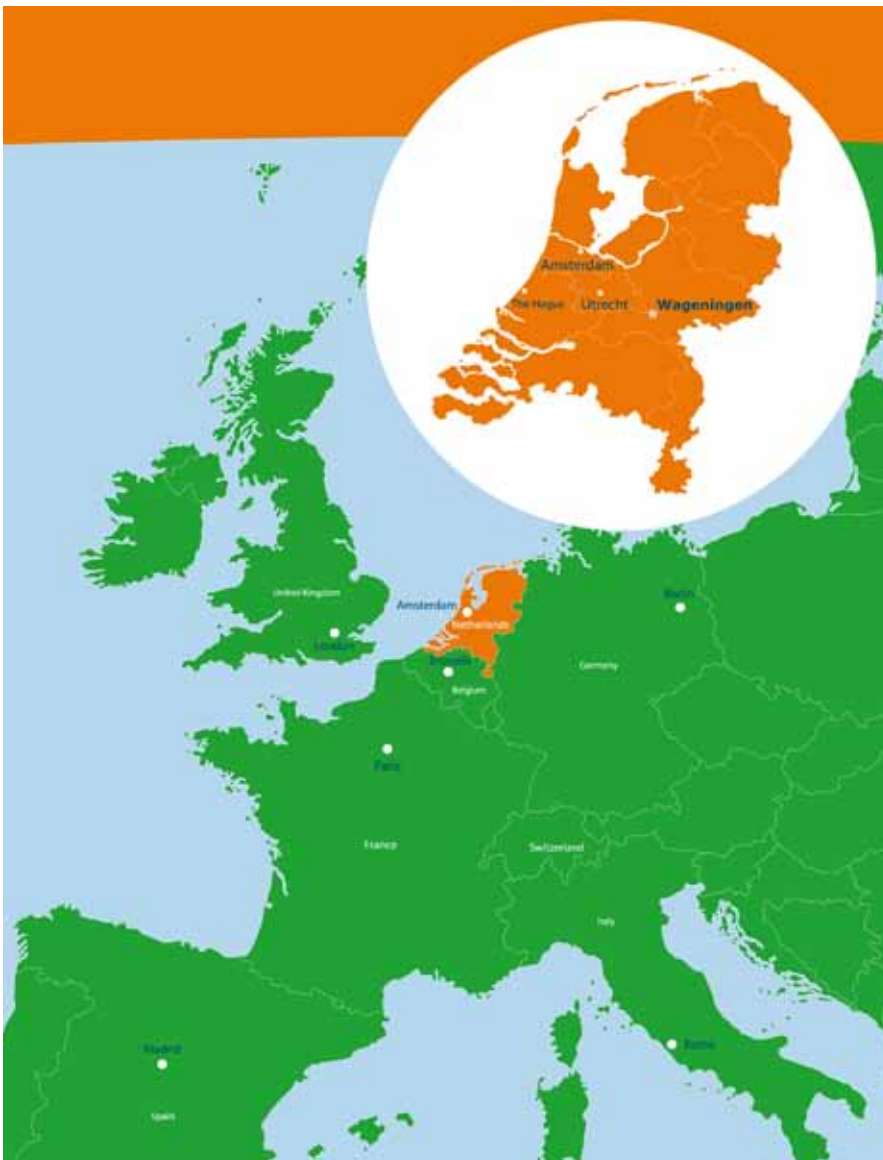 Amsterdam
The Hague
Utrecht
Wageningen
United Kingdom
London
Amsterdam
Netherlands
Berlin
Brussels
Belgium
Germany
Paris
France
Switzerland
Italy
Madrid
Spain
Rome